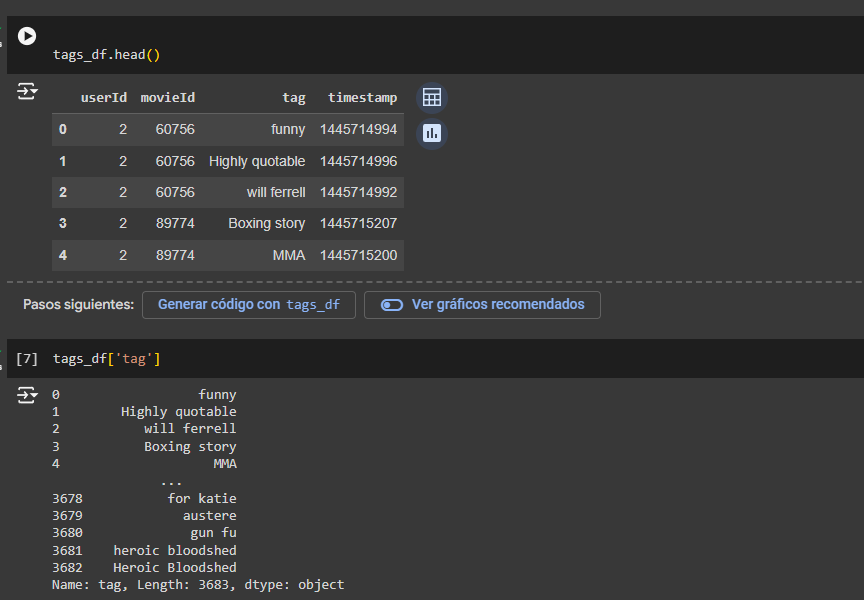 tags_df.head()
userId movieId tag timestamp
0 2 60756 funny 1445714994
1 2 60756 Highly quotable 1445714996
2 2 60756 will ferrell 1445714992
3 2 89774 Boxing story 1445715207
4 2 89774 MMA 1445715200
Pasos siguientes: Generar código con tags_df Ver gráficos recomendados
[7] tags_df['tag']
0 funny
1 Highly quotable
2 will ferrell
3 Boxing story
4 MMA
...
3678 for katie
3679 austere
3680 gun fu
3681 heroic bloodshed
3682 Heroic Bloodshed
Name: tag, Length: 3683, dtype: object